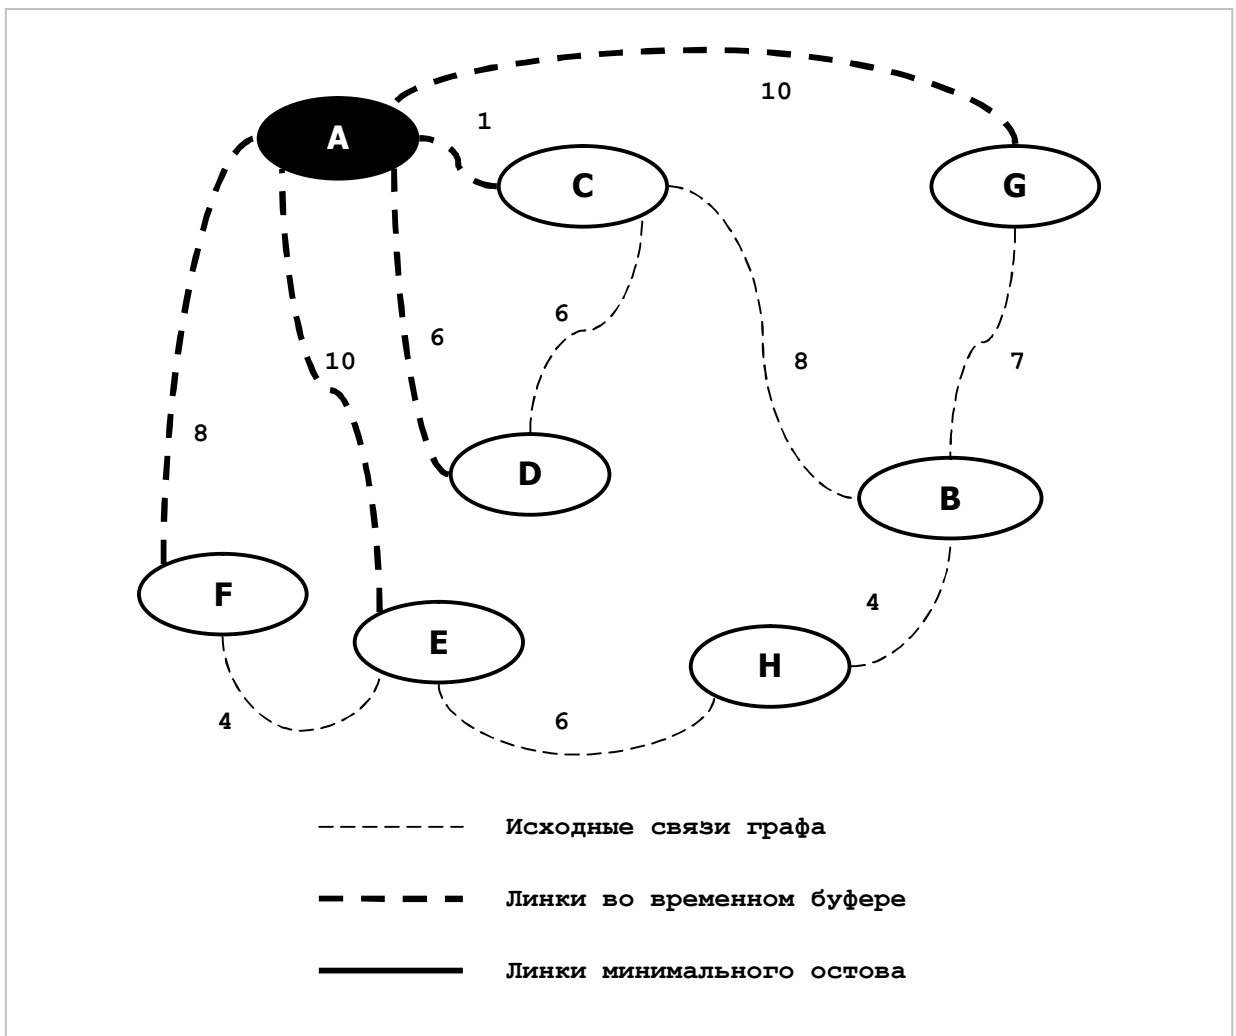 10
1
A
C
G
6
6
10
8
7
8
D
B
F
4
E
H
4
6
Исходные связи графа
Линки во временном буфере
Линки минимального остова